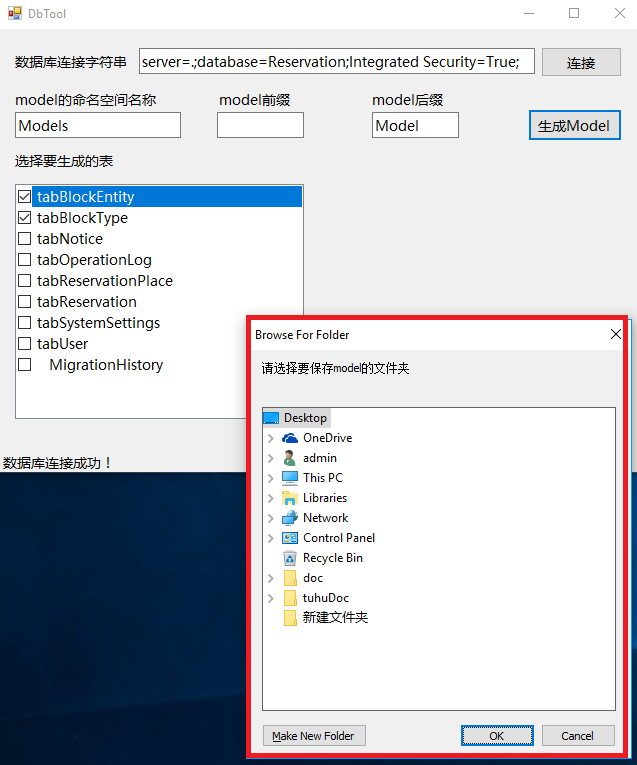 DbTool
数据库连接字符串 server=.;database=Reservation;Integrated Security=True; 连接
model的命名空间名称 model前缀 model后缀
Models Model 生成Model
选择要生成的表
tabBlockEntity
tabBlockType
tabNotice
tabOperationLog
tabReservationPlace
tabReservation
tabSystemSettings
tabUser
MigrationHistory
数据库连接成功！
Browse For Folder
请选择要保存model的文件夹
Desktop
OneDrive
admin
This PC
Libraries
Network
Control Panel
Recycle Bin
doc
tuhuDoc
新建文件夹
Make New Folder OK Cancel